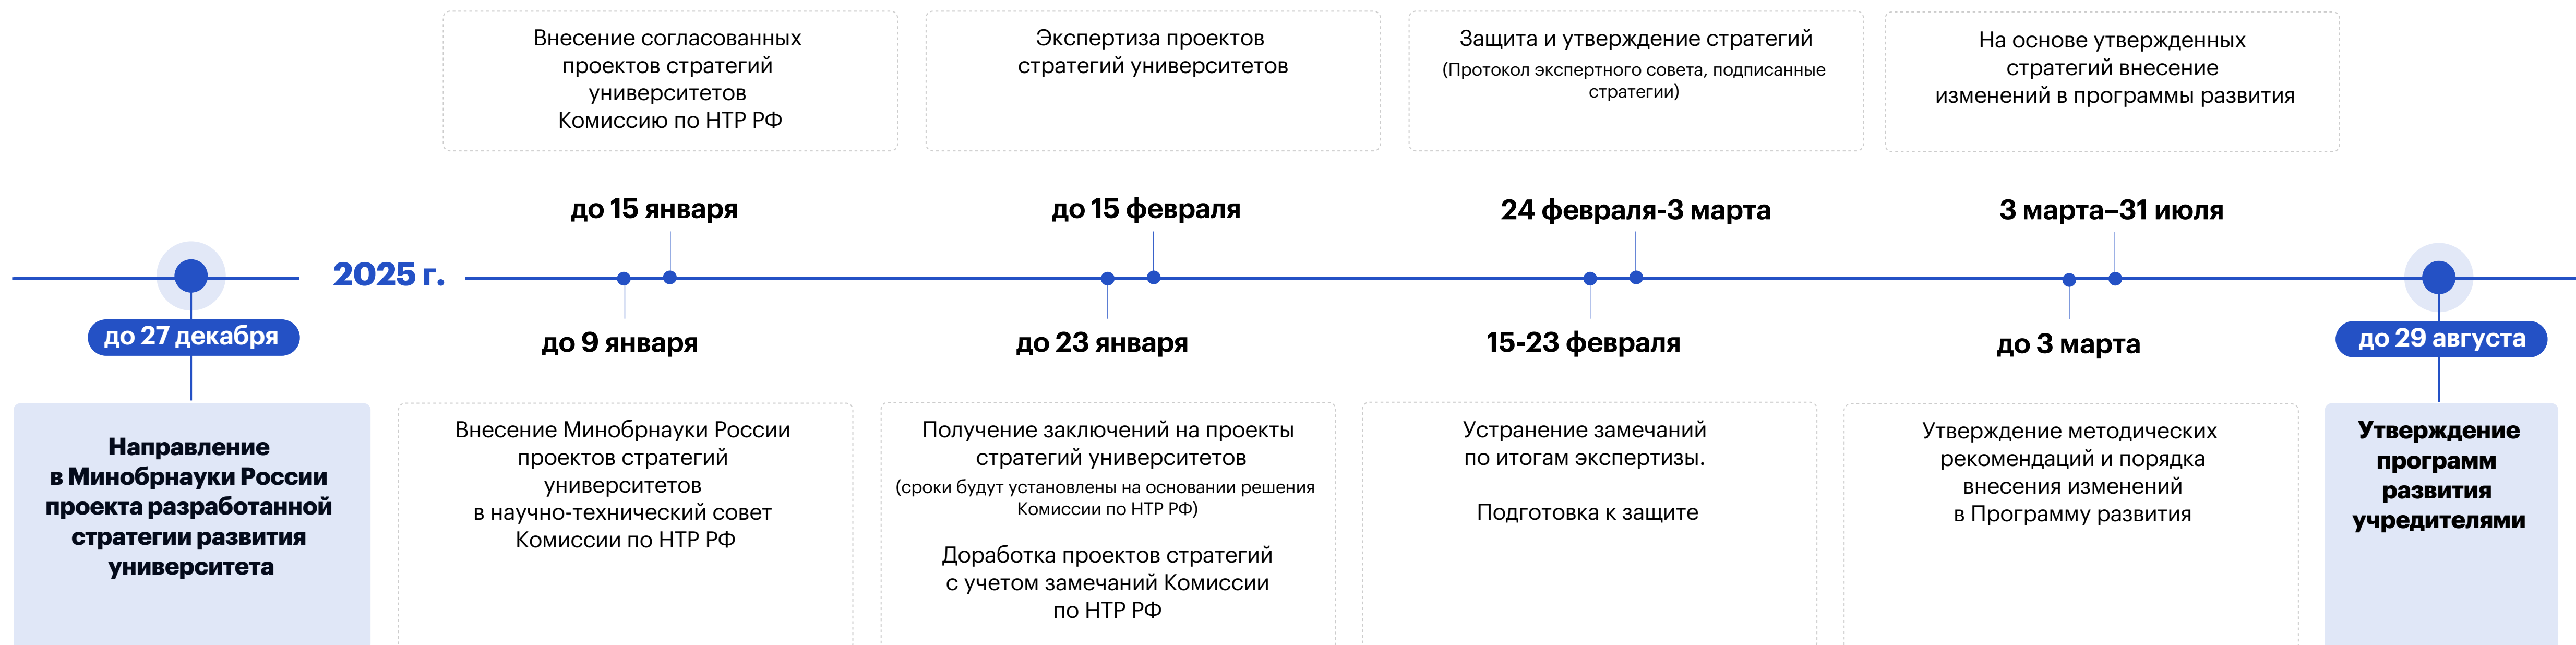 Внесение согласованных
проектов стратегий
университетов
Комиссию по НТР РФ
Экспертиза проектов
стратегий университетов
Защита и утверждение стратегий
(Протокол экспертного совета, подписанные
стратегии)
На основе утвержденных
стратегий внесение
изменений в программы развития
до 15 января
до 15 февраля
24 февраля-3 марта
3 марта–31 июля
2025 г.
до 27 декабря
до 9 января
до 23 января
15-23 февраля
до 3 марта
до 29 августа
Направление
в Минобрнауки России
проекта разработанной
стратегии развития
университета
Внесение Минобрнауки России
проектов стратегий
университетов
в научно-технический совет
Комиссии по НТР РФ
Получение заключений на проекты
стратегий университетов
(сроки будут установлены на основании решения
Комиссии по НТР РФ)
Доработка проектов стратегий
с учетом замечаний Комиссии
по НТР РФ
Устранение замечаний
по итогам экспертизы.
Подготовка к защите
Утверждение методических
рекомендаций и порядка
внесения изменений
в Программу развития
Утверждение
программ
развития
учредителями